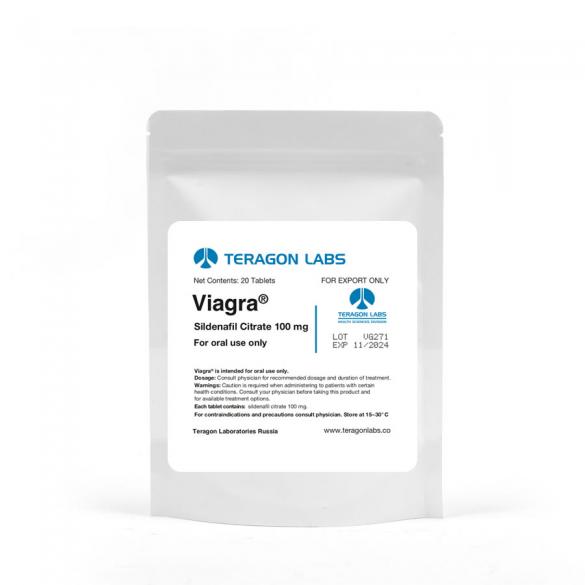 TERAGON LABS
Net Contents: 20 Tablets FOR EXPORT ONLY
Viagra®
TERAGON LABS
HEALTH SCIENCES DIVISION
Sildenafil Citrate 100 mg
For oral use only
LOT VG271
EXP 11/2024
Viagra® is intended for oral use only.
Dosage: Consult physician for recommended dosage and duration of treatment.
Warnings: Caution is required when administering to patients with certain
health conditions. Consult your physician before taking this product and
for available treatment options.
Each tablet contains: sildenafil citrate 100 mg.
For contraindications and precautions consult physician. Store at 15–30° C
Teragon Laboratories Russia www.teragonlabs.co